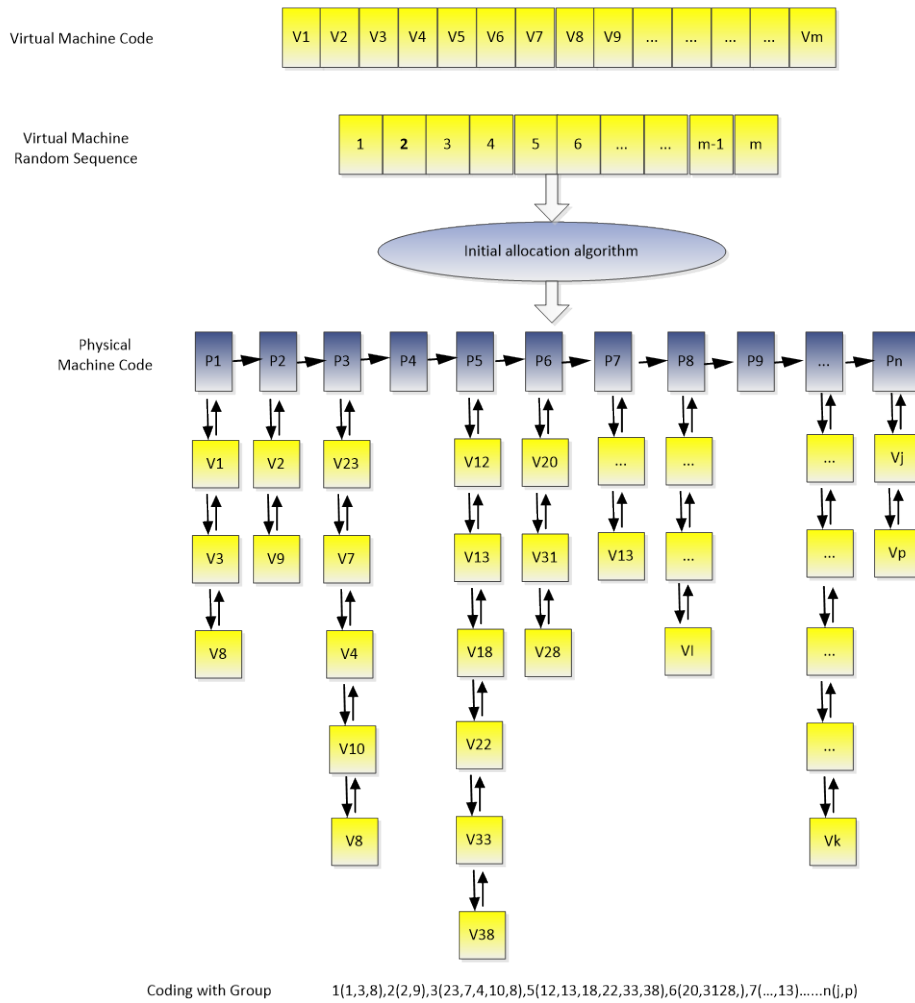 Virtual Machine Code V1 V2 V3 V4 V5 V6 V7 V8 V9 ... ... ... ... Vm
Virtual Machine
Random Sequence
1 2 3 4 5 6 ... ... m-1 m
Initial allocation algorithm
Physical
Machine Code
P1 P2 P3 P4 P5 P6 P7 P8 P9 ... Pn
V1 V2 V23 V12 V20 ... ... ... Vj
V3 V9 V7 V13 V31 V13 ... ... Vp
V8 V4 V18 V28 Vl ...
V10 V22 ...
V8 V33 Vk
V38
Coding with Group 1(1,3,8),2(2,9),3(23,7,4,10,8),5(12,13,18,22,33,38),6(20,3128,),7(...,13)......n(j,p)